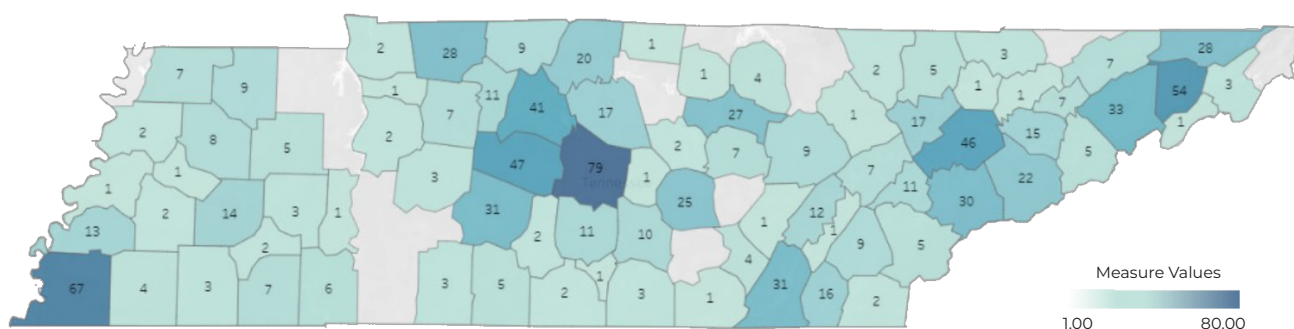 2 28 9 20 1 3 28
7 9 1 11 41 17 1 4 2 5 1 1 7 7 33 54 3
2 8 5 2 7 47 79 27 1 17 46 15 1
1 1 3 1 2 7 9 7 11 22 5
13 2 14 3 1 31 2 11 10 25 1 12 1 30
67 4 3 2 7 6 3 5 2 1 3 1 4 31 16 9 2 5
Tennessee
Measure Values
1.00 80.00